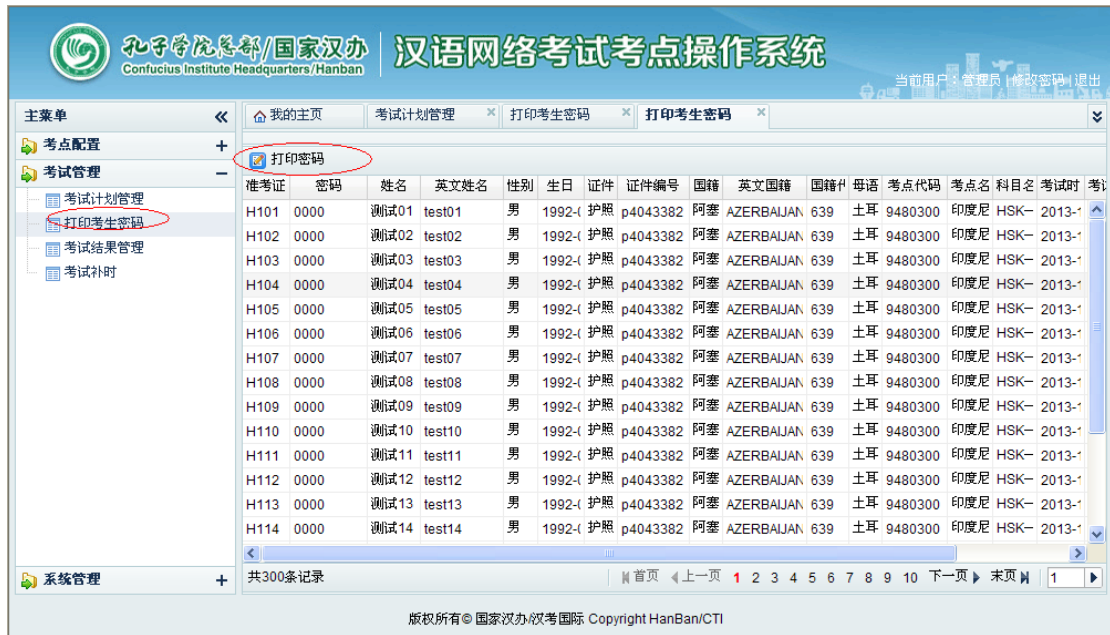 孔子学院总部/国家汉办 汉语网络考试考点操作系统
Confucius Institute Headquarters/Hanban
当前用户：管理员 | 修改密码 | 退出
主菜单 我的主页 考试计划管理 打印考生密码 打印考生密码
考点配置
考试管理
考试计划管理
打印考生密码
考试结果管理
考试补时
系统管理
打印密码
准考证 密码 姓名 英文姓名 性别 生日 证件 证件编号 国籍 英文国籍 国籍 母语 考点代码 考点名 科目名 考试时
H101 0000 测试01 test01 男 1992-0 护照 p4043382 阿塞 AZERBAIJAN 639 土耳 9480300 印度尼 HSK一 2013-1
H102 0000 测试02 test02 男 1992-0 护照 p4043382 阿塞 AZERBAIJAN 639 土耳 9480300 印度尼 HSK一 2013-1
H103 0000 测试03 test03 男 1992-0 护照 p4043382 阿塞 AZERBAIJAN 639 土耳 9480300 印度尼 HSK一 2013-1
H104 0000 测试04 test04 男 1992-0 护照 p4043382 阿塞 AZERBAIJAN 639 土耳 9480300 印度尼 HSK一 2013-1
H105 0000 测试05 test05 男 1992-0 护照 p4043382 阿塞 AZERBAIJAN 639 土耳 9480300 印度尼 HSK一 2013-1
H106 0000 测试06 test06 男 1992-0 护照 p4043382 阿塞 AZERBAIJAN 639 土耳 9480300 印度尼 HSK一 2013-1
H107 0000 测试07 test07 男 1992-0 护照 p4043382 阿塞 AZERBAIJAN 639 土耳 9480300 印度尼 HSK一 2013-1
H108 0000 测试08 test08 男 1992-0 护照 p4043382 阿塞 AZERBAIJAN 639 土耳 9480300 印度尼 HSK一 2013-1
H109 0000 测试09 test09 男 1992-0 护照 p4043382 阿塞 AZERBAIJAN 639 土耳 9480300 印度尼 HSK一 2013-1
H110 0000 测试10 test10 男 1992-0 护照 p4043382 阿塞 AZERBAIJAN 639 土耳 9480300 印度尼 HSK一 2013-1
H111 0000 测试11 test11 男 1992-0 护照 p4043382 阿塞 AZERBAIJAN 639 土耳 9480300 印度尼 HSK一 2013-1
H112 0000 测试12 test12 男 1992-0 护照 p4043382 阿塞 AZERBAIJAN 639 土耳 9480300 印度尼 HSK一 2013-1
H113 0000 测试13 test13 男 1992-0 护照 p4043382 阿塞 AZERBAIJAN 639 土耳 9480300 印度尼 HSK一 2013-1
H114 0000 测试14 test14 男 1992-0 护照 p4043382 阿塞 AZERBAIJAN 639 土耳 9480300 印度尼 HSK一 2013-1
共300条记录 首页 上一页 1 2 3 4 5 6 7 8 9 10 下一页 末页 1
版权所有© 国家汉办/汉考国际 Copyright HanBan/CTI